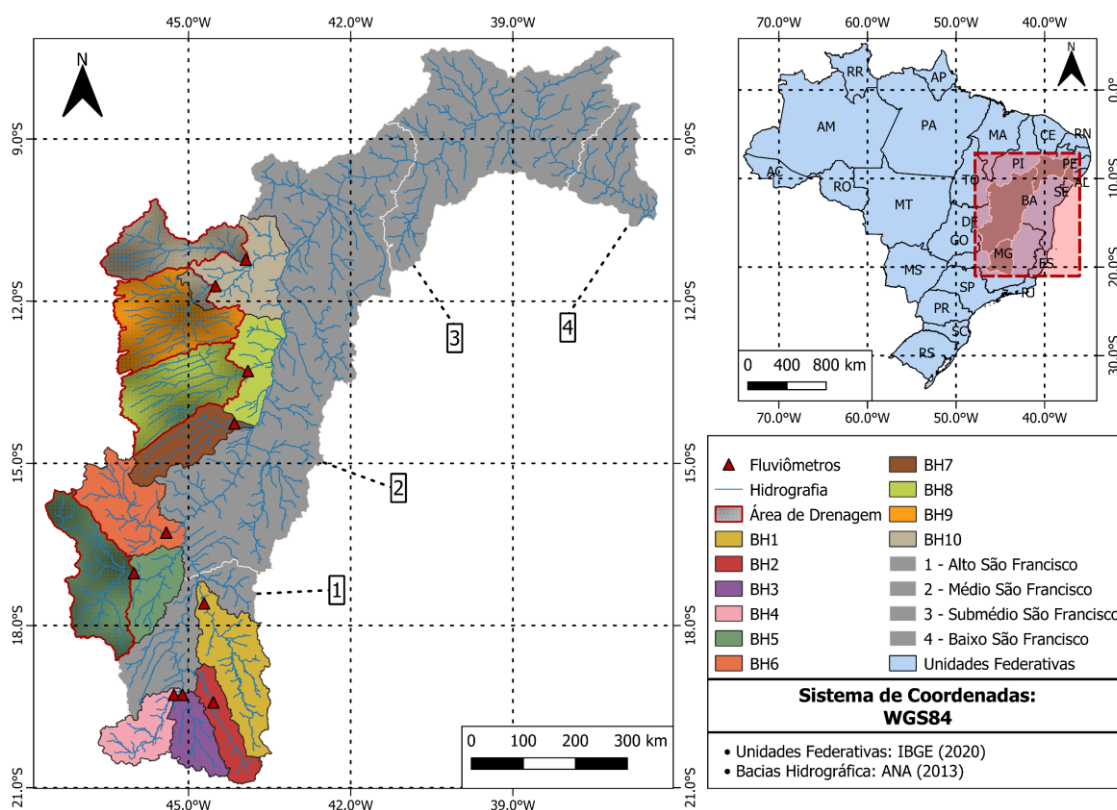 45.0°W 42.0°W 39.0°W
N
9.0°S
12.0°S
15.0°S
18.0°S
21.0°S
9.0°S
12.0°S
15.0°S
18.0°S
21.0°S
3
4
2
1
0 100 200 300 km
45.0°W 42.0°W 39.0°W
70.0°W 60.0°W 50.0°W 40.0°W
N
RR AP
AM PA MA CE RN
PI PE
AC TO AL
RO BA SE
MT
DF
GO
MG
MS ES
SP RJ
PR
SC
RS
0.0°
10.0°S
20.0°S
30.0°S
0 400 800 km
70.0°W 60.0°W 50.0°W 40.0°W
Fluviômetros
Hidrografia
Área de Drenagem
BH1
BH2
BH3
BH4
BH5
BH6
BH7
BH8
BH9
BH10
1 - Alto São Francisco
2 - Médio São Francisco
3 - Submédio São Francisco
4 - Baixo São Francisco
Unidades Federativas
Sistema de Coordenadas:
WGS84
• Unidades Federativas: IBGE (2020)
• Bacias Hidrográfica: ANA (2013)